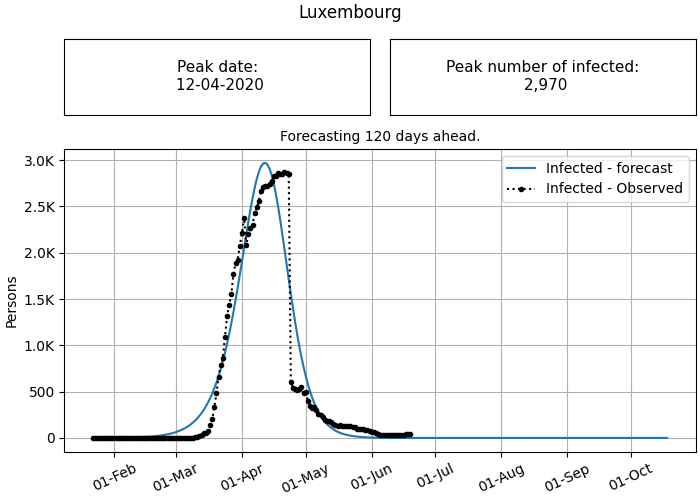 Luxembourg
Peak date:
12-04-2020
Peak number of infected:
2,970
Forecasting 120 days ahead.
Infected - forecast
Infected - Observed
3.0K
2.5K
2.0K
1.5K
1.0K
500
0
Persons
01-Feb
01-Mar
01-Apr
01-May
01-Jun
01-Jul
01-Aug
01-Sep
01-Oct